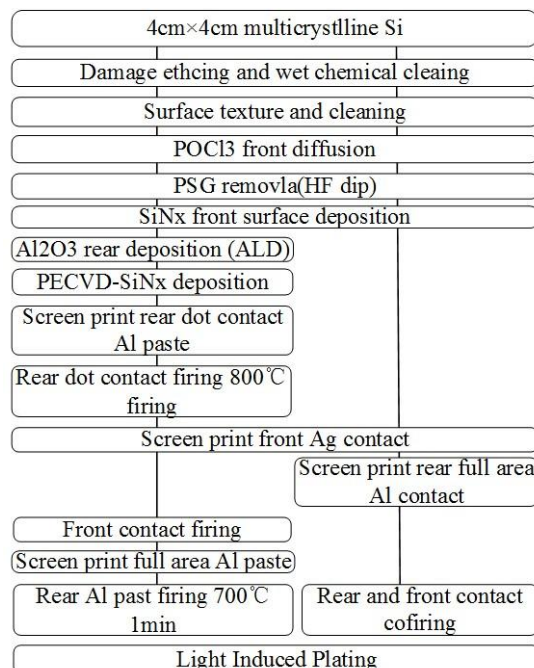 4cm×4cm multicrystlline Si
Damage ethcing and wet chemical cleaing
Surface texture and cleaning
POCl3 front diffusion
PSG removla(HF dip)
SiNx front surface deposition
Al2O3 rear deposition (ALD)
PECVD-SiNx deposition
Screen print rear dot contact
Al paste
Rear dot contact firing 800℃
firing
Screen print front Ag contact
Screen print rear full area
Al contact
Front contact firing
Screen print full area Al paste
Rear Al past firing 700℃
1min
Rear and front contact
cofiring
Light Induced Plating